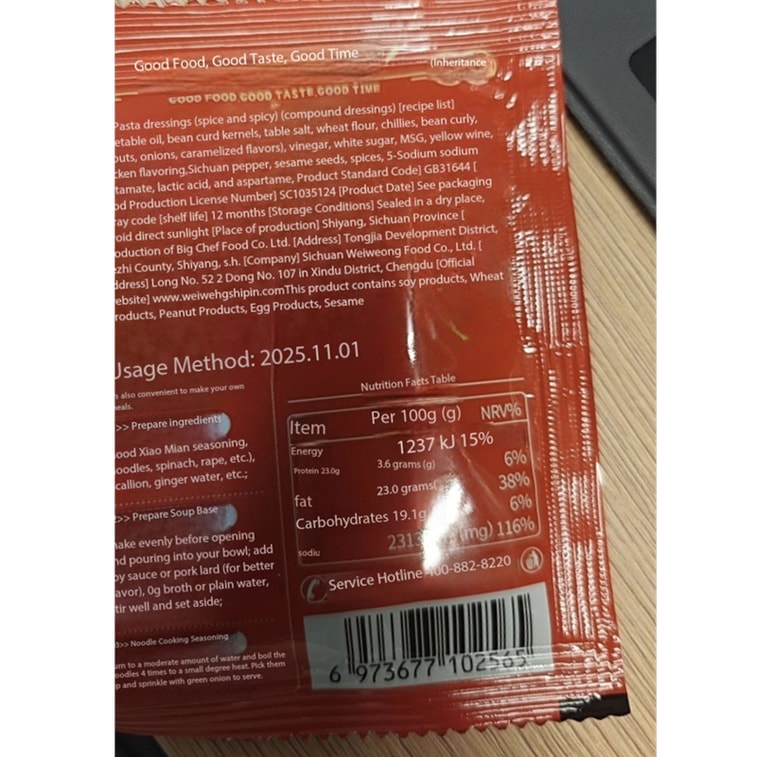 Good Food, Good Taste, Good Time
(Inheritance
GOOD FOOD,GOOD TASTE,GOOD TIME
Pasta dressings (spice and spicy) (compound dressings) [recipe list]
etable oil, bean curd kernels, table salt, wheat flour, chillies, bean curly,
uts, onions, caramelized flavors), vinegar, white sugar, MSG, yellow wine,
ken flavoring,Sichuan pepper, sesame seeds, spices, 5-Sodium sodium
tamate, lactic acid, and aspartame, Product Standard Code] GB31644 [
od Production License Number] SC1035124 [Product Date] See packaging
ay code [shelf life] 12 months [Storage Conditions] Sealed in a dry place,
oid direct sunlight [Place of production] Shiyang, Sichuan Province [
oduction of Big Chef Food Co. Ltd. [Address] Tongjia Development District,
zhi County, Shiyang, s.h. [Company] Sichuan Weiweong Food Co., Ltd. [
ddress] Long No. 52 2 Dong No. 107 in Xindu District, Chengdu [Official
ebsite] www.weiwehgshipin.comThis product contains soy products, Wheat
roducts, Peanut Products, Egg Products, Sesame
Usage Method: 2025.11.01
s also convenient to make your own
eals.
>> Prepare ingredients
ood Xiao Mian seasoning,
oodles, spinach, rape, etc.),
callion, ginger water, etc.;
>> Prepare Soup Base
hake evenly before opening
nd pouring into your bowl; add
oy sauce or pork lard (for better
avor), 0g broth or plain water,
tir well and set aside;
3>> Noodle Cooking Seasoning
urn to a moderate amount of water and boil the
oodles 4 times to a small degree heat. Pick them
p and sprinkle with green onion to serve.
Nutrition Facts Table
Item Per 100g (g) NRV%
Energy 1237 kJ 15%
Protein 23.0g 3.6 grams (g) 6%
fat 23.0 grams 38%
Carbohydrates 19.1g 6%
sodiu 2313 (mg) 116%
Service Hotline 400-882-8220
6 973677 102565